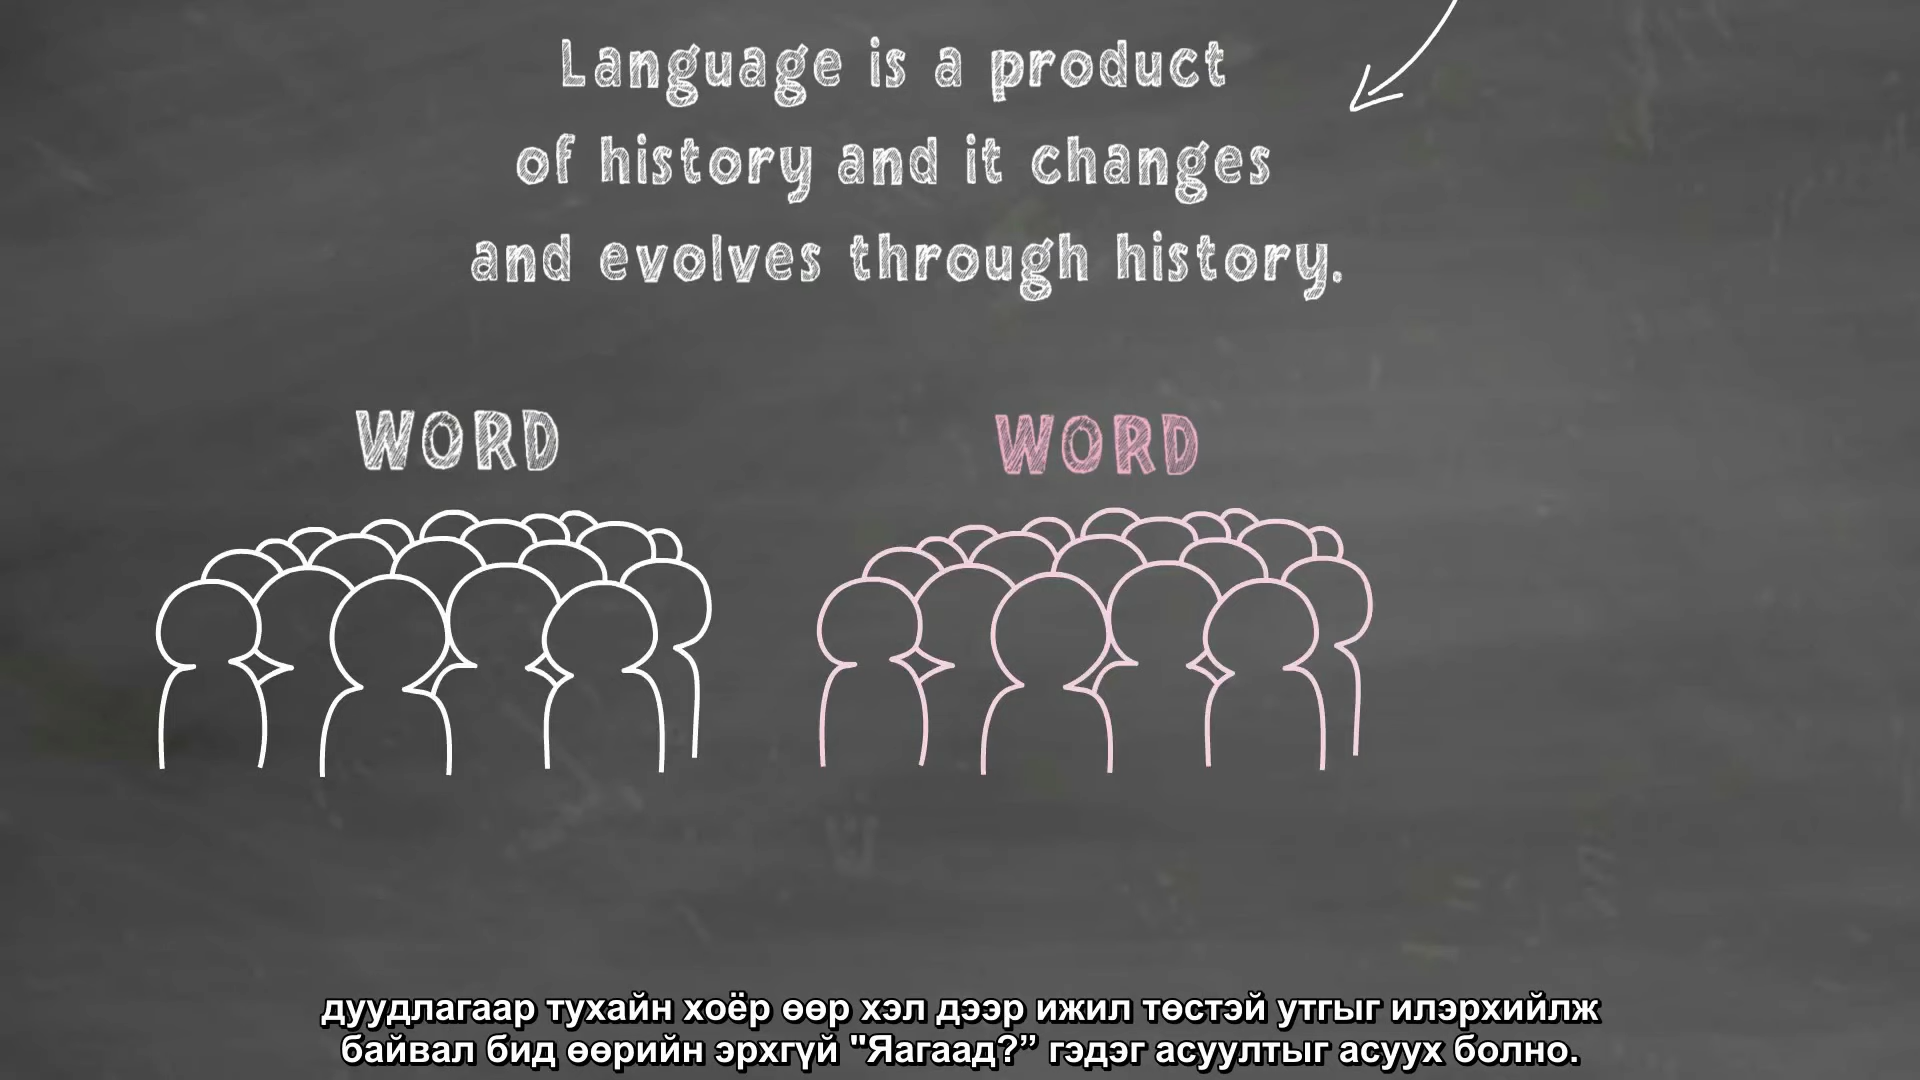 Language is a product
of history and it changes
and evolves through history.
WORD
WORD
дуудлагаар тухайн хоёр өөр хэл дээр ижил төстэй утгыг илэрхийлж
байвал бид өөрийн эрхгүй "Яагаад?” гэдэг асуултыг асуух болно.